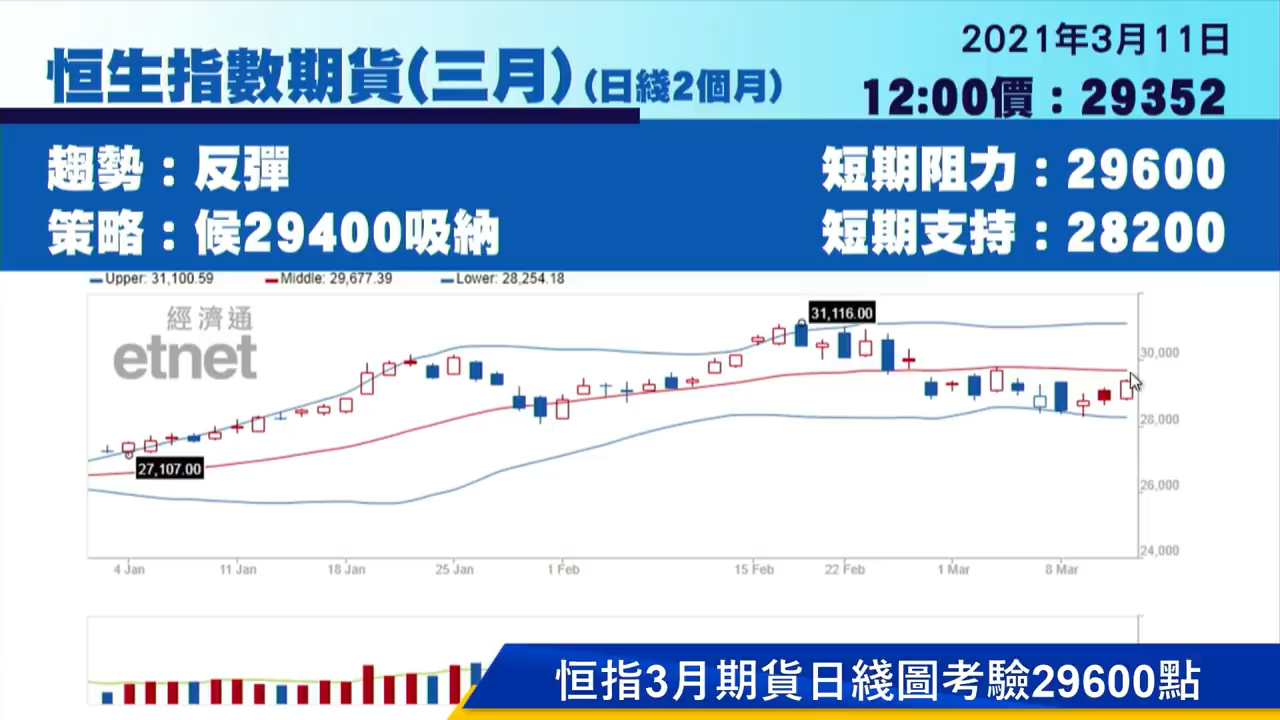 恒生指數期貨(三月)(日綫2個月)
2021年3月11日
12:00價：29352
趨勢：反彈
短期阻力：29600
策略：候29400吸納
短期支持：28200
Upper: 31,100.59 Middle: 29,677.39 Lower: 28,254.18
經濟通
etnet
31,116.00
27,107.00
30,000
28,000
26,000
24,000
4 Jan 11 Jan 18 Jan 25 Jan 1 Feb 15 Feb 22 Feb 1 Mar 8 Mar
恒指3月期貨日綫圖考驗29600點